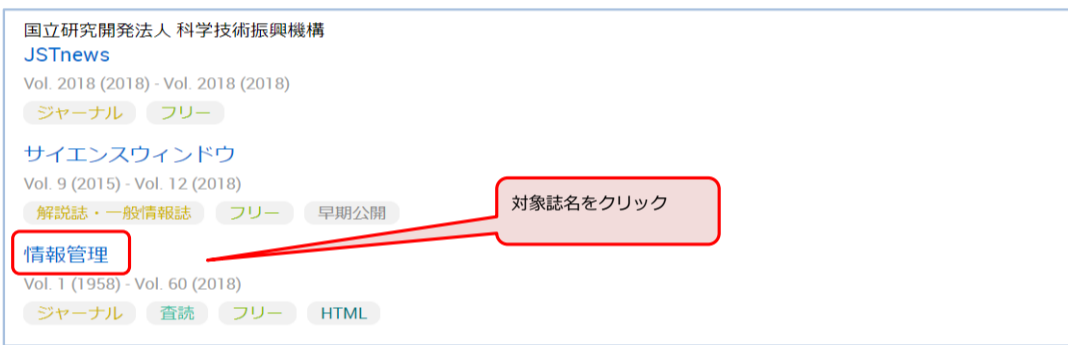 国立研究開発法人 科学技術振興機構
JSTnews
Vol. 2018 (2018) - Vol. 2018 (2018)
ジャーナル フリー
サイエンスウィンドウ
Vol. 9 (2015) - Vol. 12 (2018)
解説誌・一般情報誌 フリー 早期公開
対象誌名をクリック
情報管理
Vol. 1 (1958) - Vol. 60 (2018)
ジャーナル 査読 フリー HTML